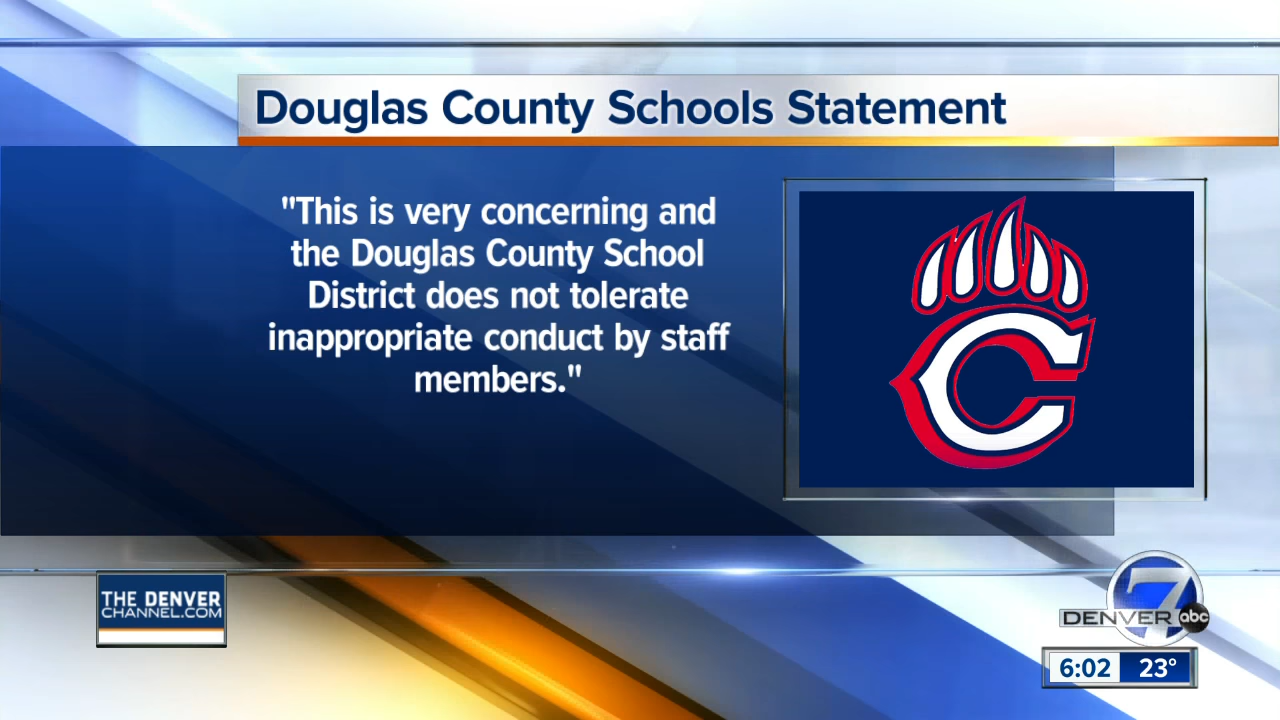 Douglas County Schools Statement
"This is very concerning and
the Douglas County School
District does not tolerate
inappropriate conduct by staff
members."
C
THE DENVER
CHANNEL.COM
7
DENVER abc
6:02 23°